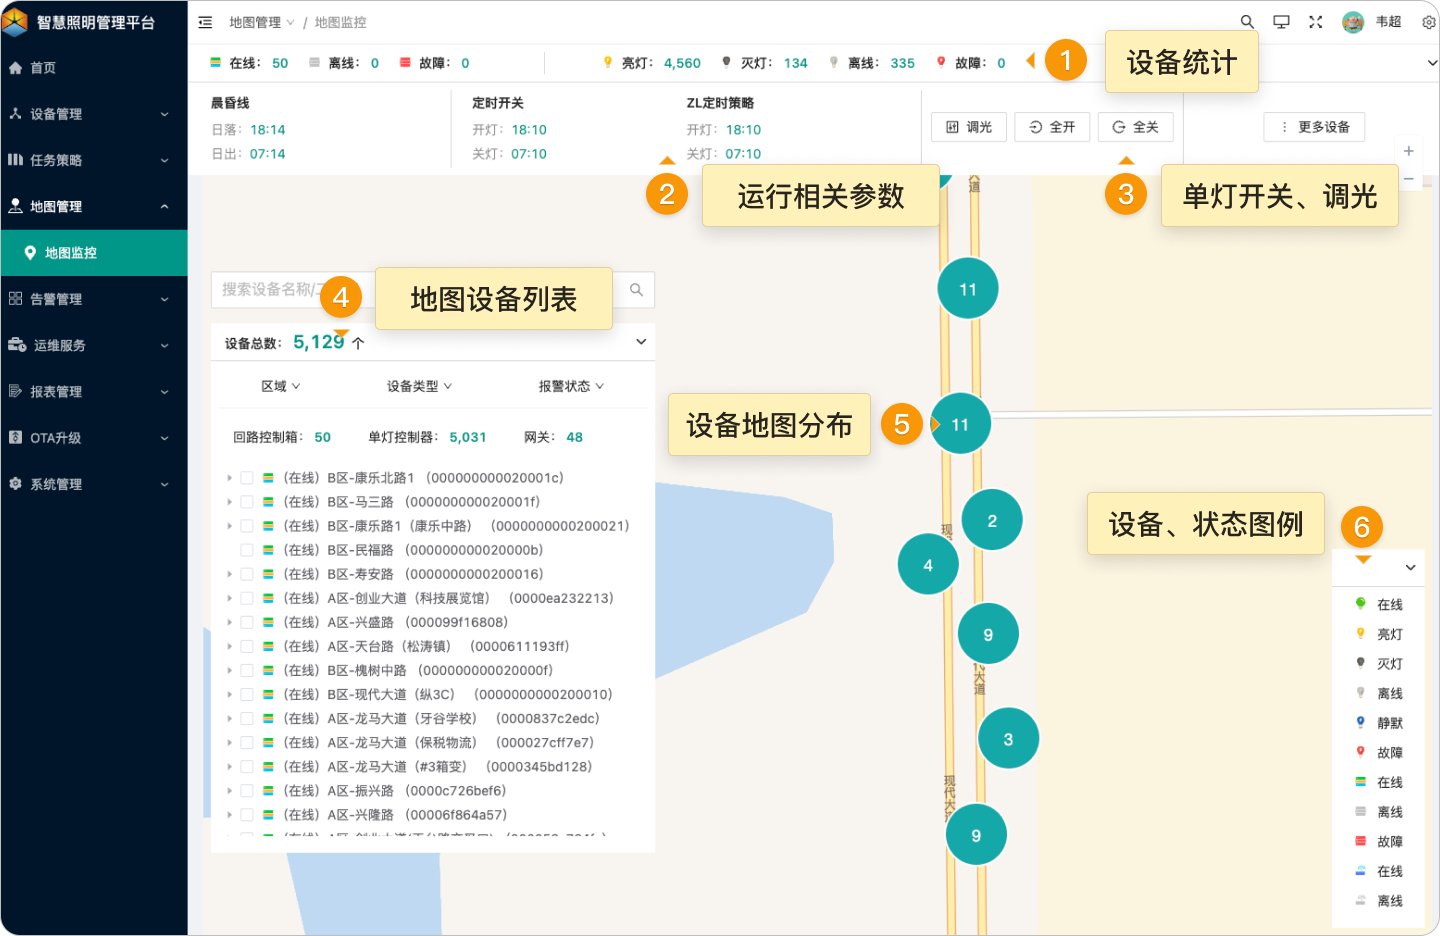 智慧照明管理平台
首页
设备管理
任务策略
地图管理
地图监控
告警管理
运维服务
报表管理
OTA升级
系统管理
地图管理 / 地图监控
韦超
在线: 50 离线: 0 故障: 0
亮灯: 4,560 灭灯: 134 离线: 335 故障: 0
1 设备统计
晨昏线
日落: 18:14
日出: 07:14
定时开关
开灯: 18:10
关灯: 07:10
ZL定时策略
开灯: 18:10
关灯: 07:10
调光 全开 全关
更多设备
+
−
2 运行相关参数
3 单灯开关、调光
搜索设备名称/
4 地图设备列表
设备总数: 5,129 个
区域 设备类型 报警状态
回路控制箱: 50 单灯控制器: 5,031 网关: 48
(在线) B区-康乐北路1 (000000000020001c)
(在线) B区-马三路 (000000000020001f)
(在线) B区-康乐路1 (康乐中路) (0000000000200021)
(在线) B区-民福路 (000000000020000b)
(在线) B区-寿安路 (0000000000200016)
(在线) A区-创业大道 (科技展览馆) (0000ea232213)
(在线) A区-兴盛路 (000099f16808)
(在线) A区-天台路 (松涛镇) (0000611193ff)
(在线) B区-槐树中路 (000000000020000f)
(在线) B区-现代大道 (纵3C) (0000000000200010)
(在线) A区-龙马大道 (牙谷学校) (0000837c2edc)
(在线) A区-龙马大道 (保税物流) (000027cff7e7)
(在线) A区-龙马大道 (#3箱变) (0000345bd128)
(在线) A区-振兴路 (0000c726bef6)
(在线) A区-兴隆路 (00006f864a57)
大道
11
设备地图分布 5
11
现
2
4
9
代大道
3
现代大道
9
设备、状态图例 6
在线
亮灯
灭灯
离线
静默
故障
在线
离线
故障
在线
离线